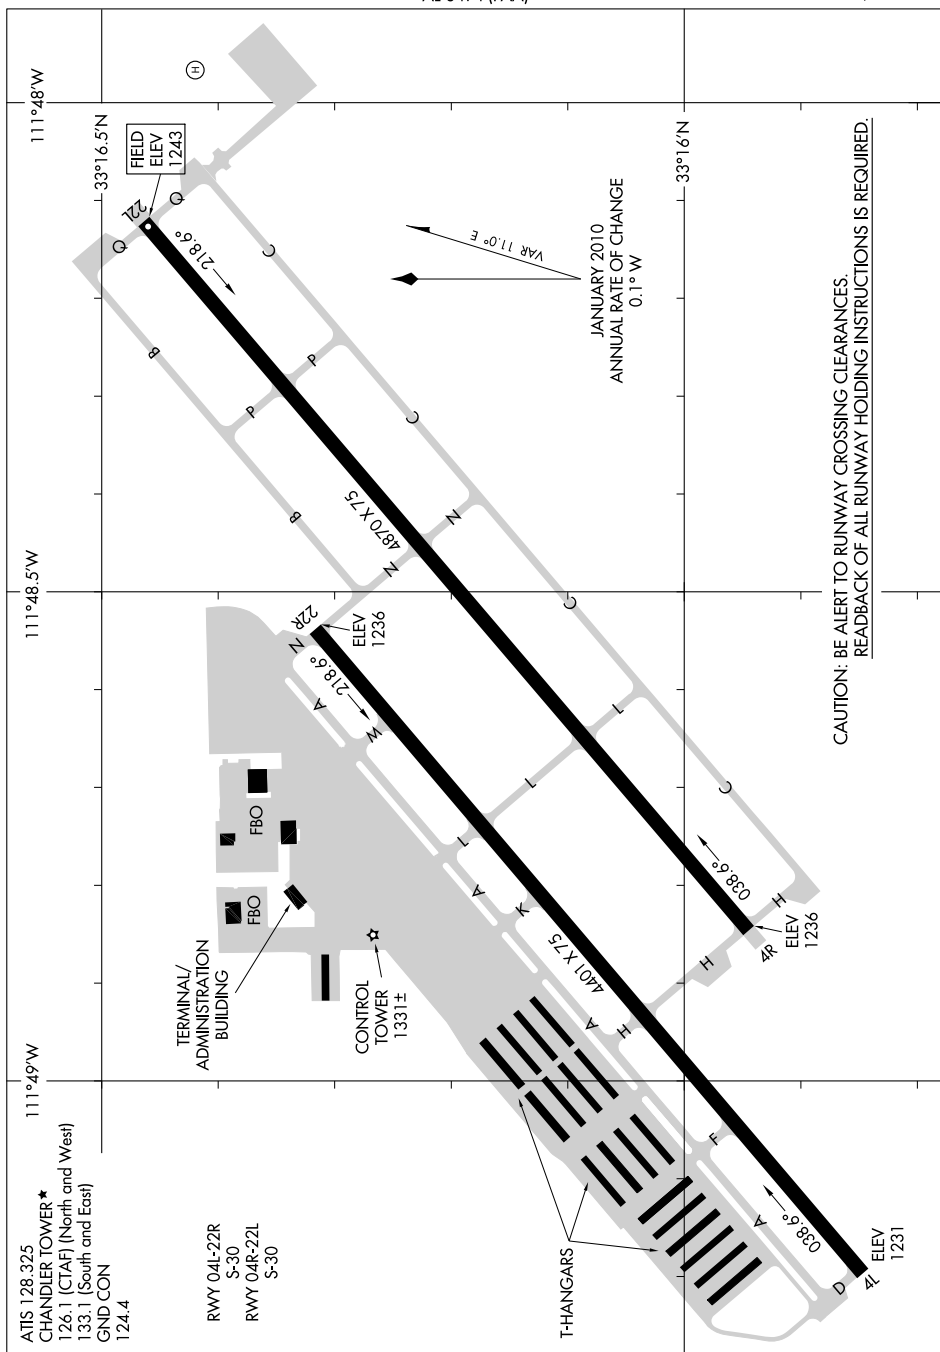 ATIS 128.325
CHANDLER TOWER★
126.1 (CTAF) (North and West)
133.1 (South and East)
GND CON
124.4
RWY 04L-22R
S-30
RWY 04R-22L
S-30
111°49'W
111°48.5'W
111°48'W
33°16.5'N
33°16'N
FIELD
ELEV
1243
22L
218.6°
Q
Q
H
B
C
P
P
B
C
4870 X 75
N
N
C
22R
ELEV
1236
N
218.6°
A
W
FBO
FBO
TERMINAL/
ADMINISTRATION
BUILDING
CONTROL
TOWER
1331±
L
L
L
A
K
C
4401 X 75
038.6°
H
ELEV
1236
4R
H
A
H
T-HANGARS
F
A
038.6°
D
4L
ELEV
1231
VAR 11.0° E
JANUARY 2010
ANNUAL RATE OF CHANGE
0.1° W
CAUTION: BE ALERT TO RUNWAY CROSSING CLEARANCES.
READBACK OF ALL RUNWAY HOLDING INSTRUCTIONS IS REQUIRED.